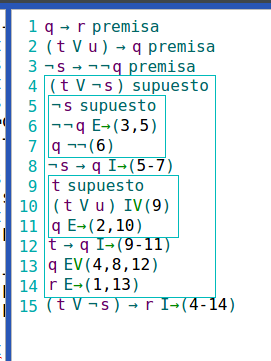 1 q → r premisa
2 (t V u) → q premisa
3 ¬s → ¬¬q premisa
4 (t V ¬s) supuesto
5 ¬s supuesto
6 ¬¬q E→(3,5)
7 q ¬¬(6)
8 ¬s → q I→(5-7)
9 t supuesto
10 (t V u) IV(9)
11 q E→(2,10)
12 t → q I→(9-11)
13 q EV(4,8,12)
14 r E→(1,13)
15 (t V ¬s) → r I→(4-14)